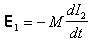 𝗘₁ = − M dI₂/dt